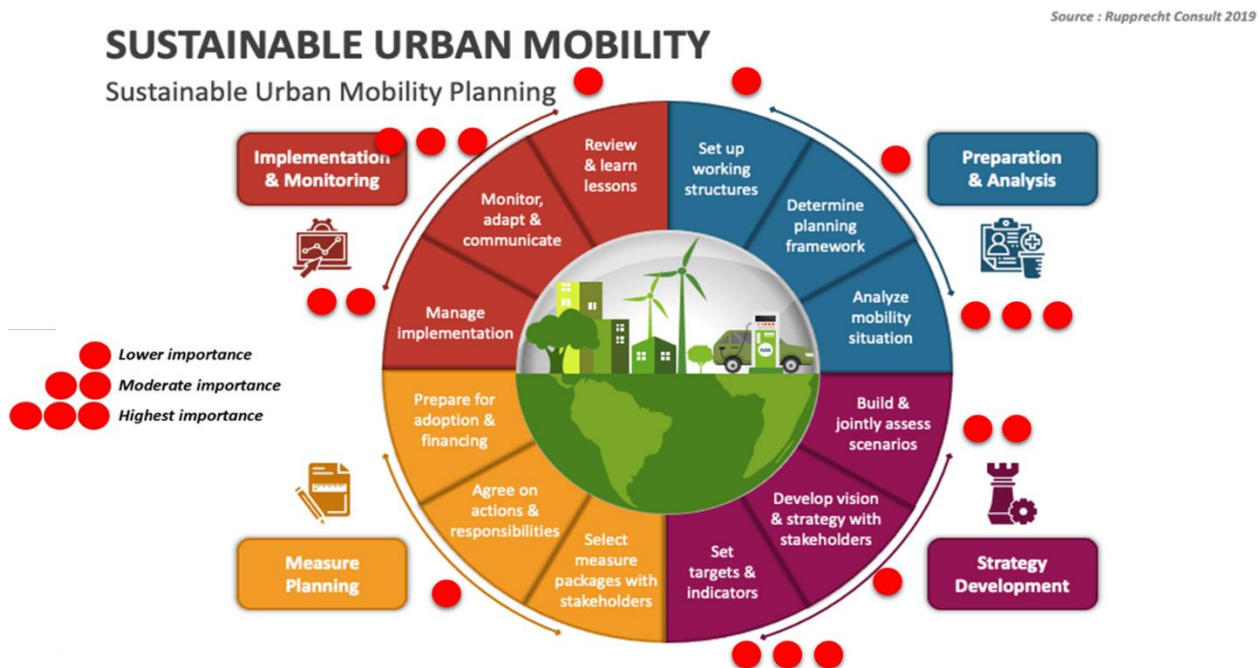 Source : Rupprecht Consult 2019
SUSTAINABLE URBAN MOBILITY
Sustainable Urban Mobility Planning
Implementation
& Monitoring
Review
& learn
lessons
Set up
working
structures
Preparation
& Analysis
Monitor,
adapt &
communicate
Determine
planning
framework
Manage
implementation
Analyze
mobility
situation
Lower importance
Moderate importance
Highest importance
Prepare for
adoption &
financing
Build &
jointly assess
scenarios
Agree on
actions &
responsibilities
Develop vision
& strategy with
stakeholders
Select
measure
packages with
stakeholders
Set
targets &
indicators
Measure
Planning
Strategy
Development